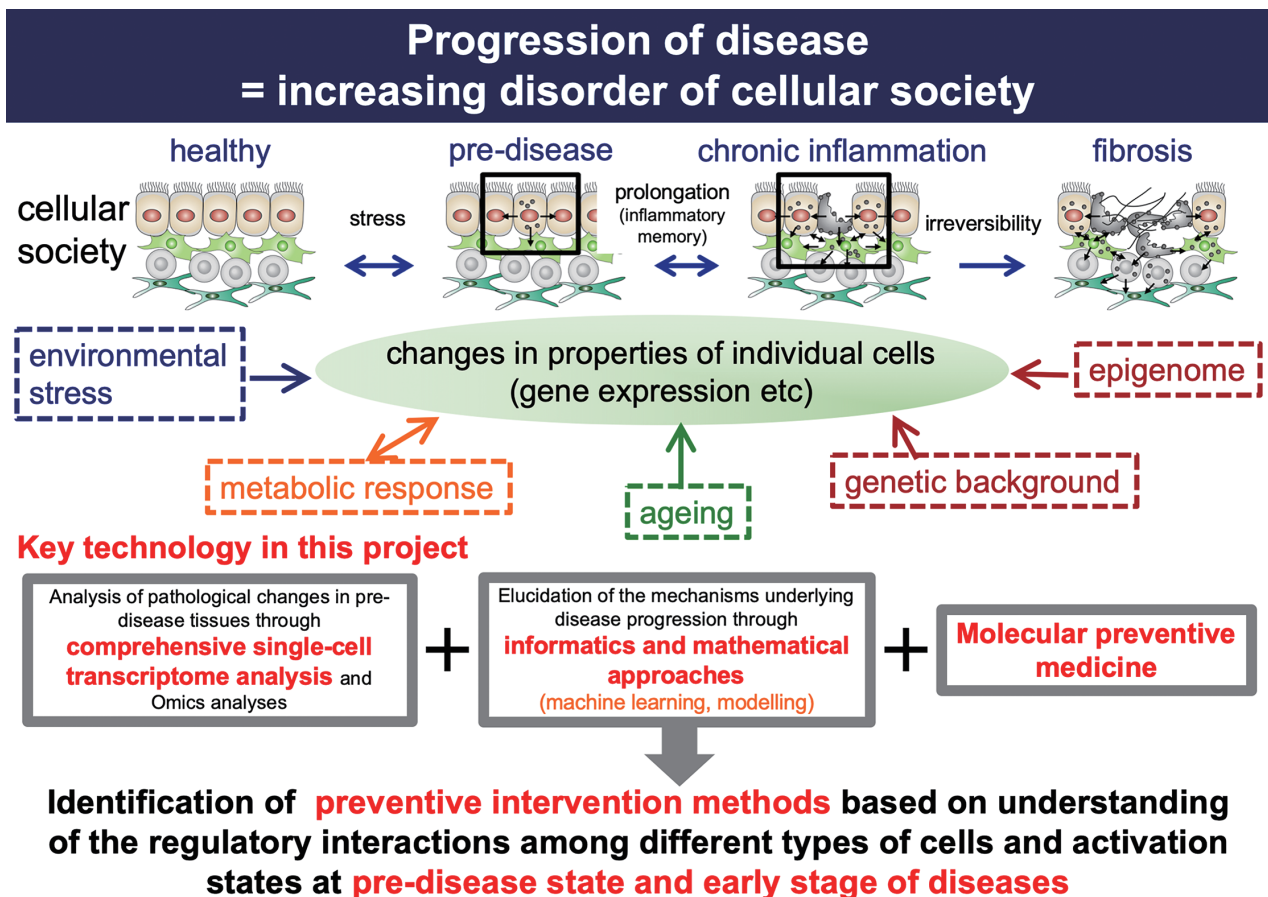 Progression of disease
= increasing disorder of cellular society
healthy
pre-disease
chronic inflammation
fibrosis
cellular
society
stress
prolongation
(inflammatory
memory)
irreversibility
environmental
stress
changes in properties of individual cells
(gene expression etc)
epigenome
metabolic response
ageing
genetic background
Key technology in this project
Analysis of pathological changes in pre-
disease tissues through
comprehensive single-cell
transcriptome analysis and
Omics analyses
+
Elucidation of the mechanisms underlying
disease progression through
informatics and mathematical
approaches
(machine learning, modelling)
+
Molecular preventive
medicine
Identification of preventive intervention methods based on understanding
of the regulatory interactions among different types of cells and activation
states at pre-disease state and early stage of diseases